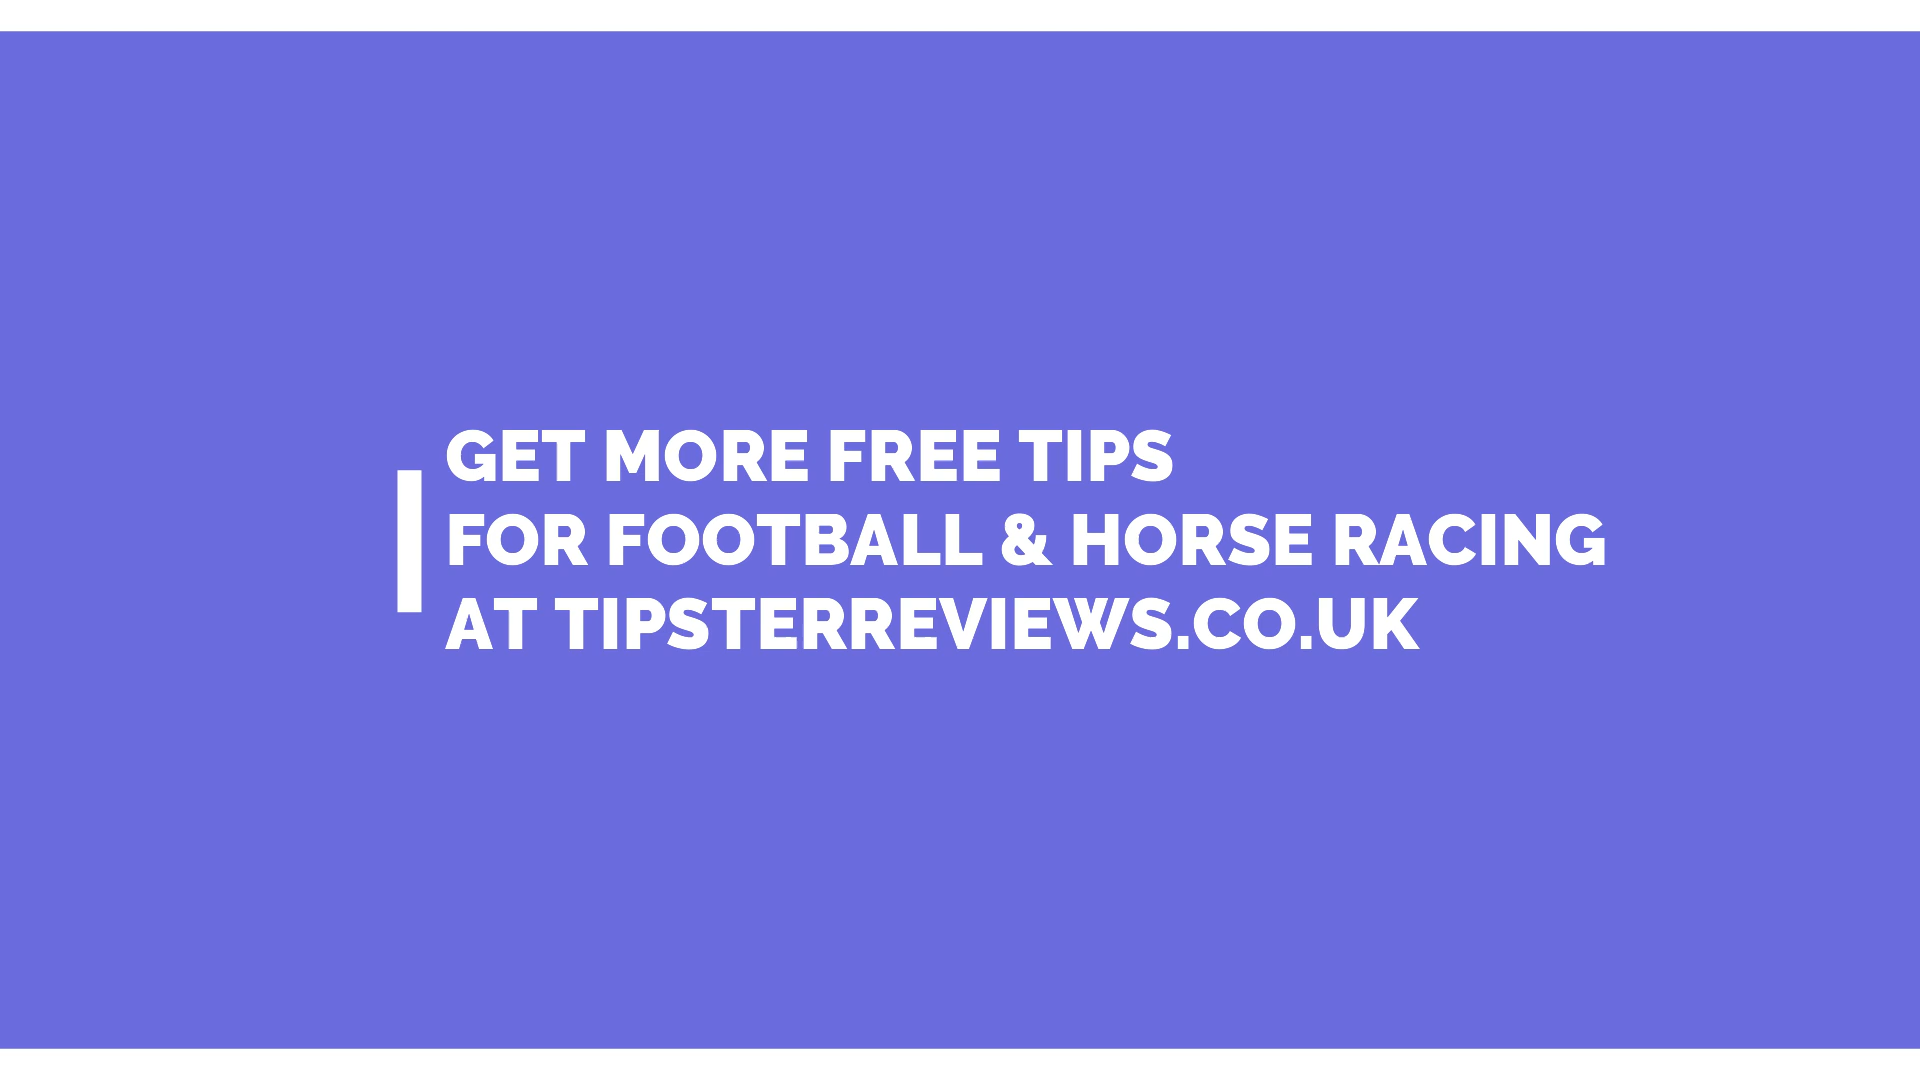 GET MORE FREE TIPS
FOR FOOTBALL & HORSE RACING
AT TIPSTERREVIEWS.CO.UK